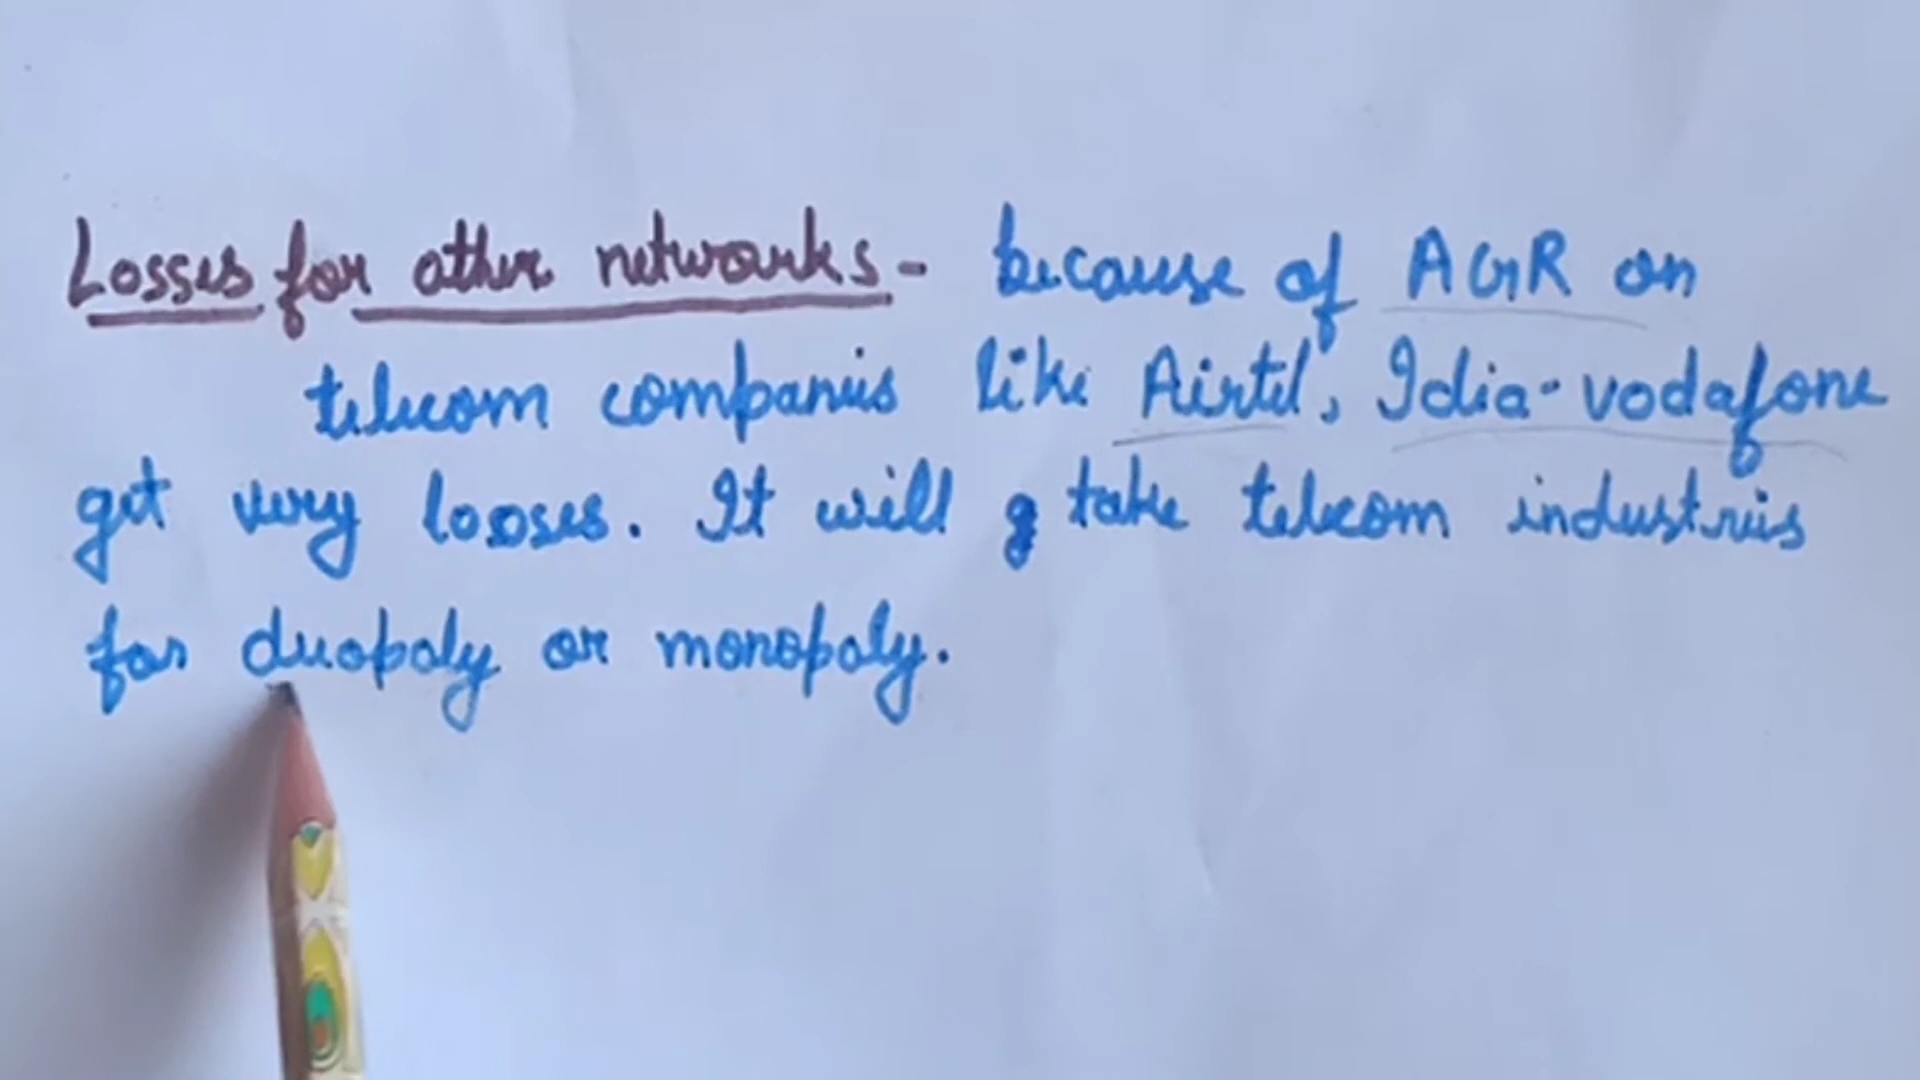 Losses for other networks - because of AGR on
telecom companies like Airtel, Idia-vodafone
get very looses. It will take telecom industries
for duopoly or monopoly.